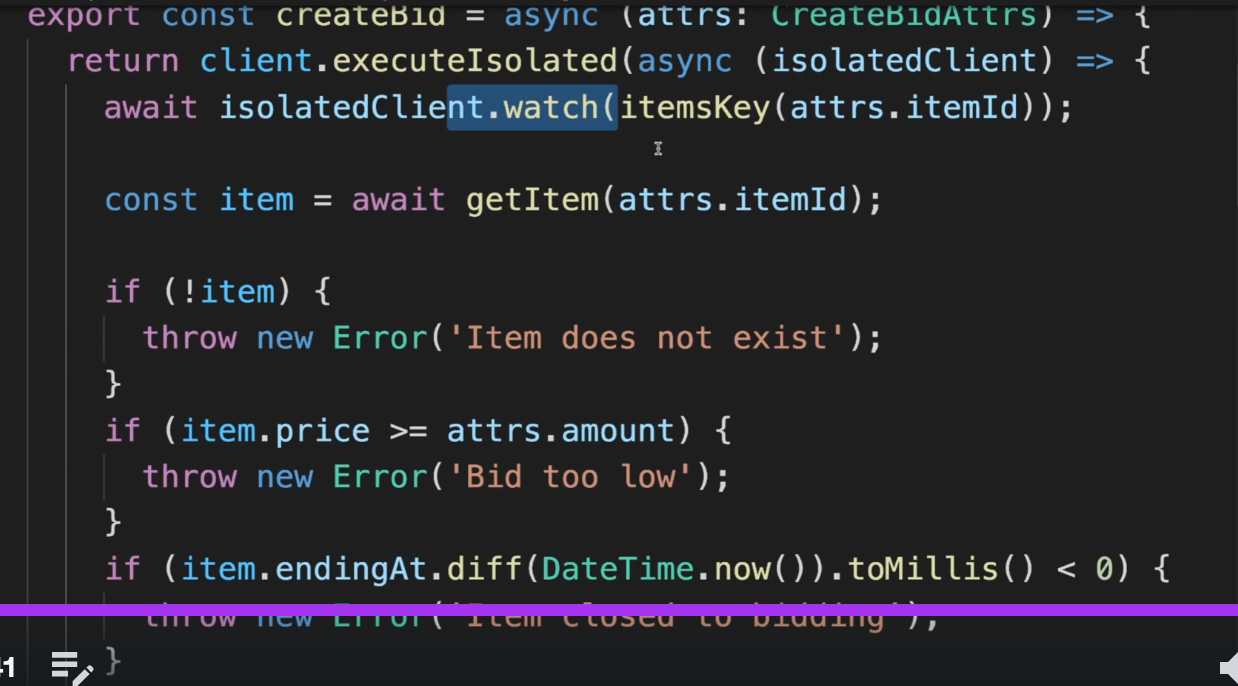 export const createBid = async (attrs: CreateBidAttrs) => {
return client.executeIsolated(async (isolatedClient) => {
await isolatedClient.watch(itemsKey(attrs.itemId));
const item = await getItem(attrs.itemId);
if (!item) {
throw new Error('Item does not exist');
}
if (item.price >= attrs.amount) {
throw new Error('Bid too low');
}
if (item.endingAt.diff(DateTime.now()).toMillis() < 0) {
throw new Error('Item closed to bidding');
}